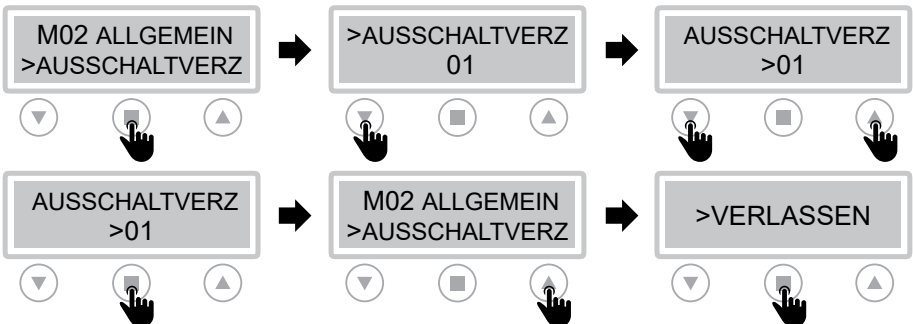 M02 ALLGEMEIN
>AUSSCHALTVERZ
>AUSSCHALTVERZ
01
AUSSCHALTVERZ
>01
AUSSCHALTVERZ
>01
M02 ALLGEMEIN
>AUSSCHALTVERZ
>VERLASSEN